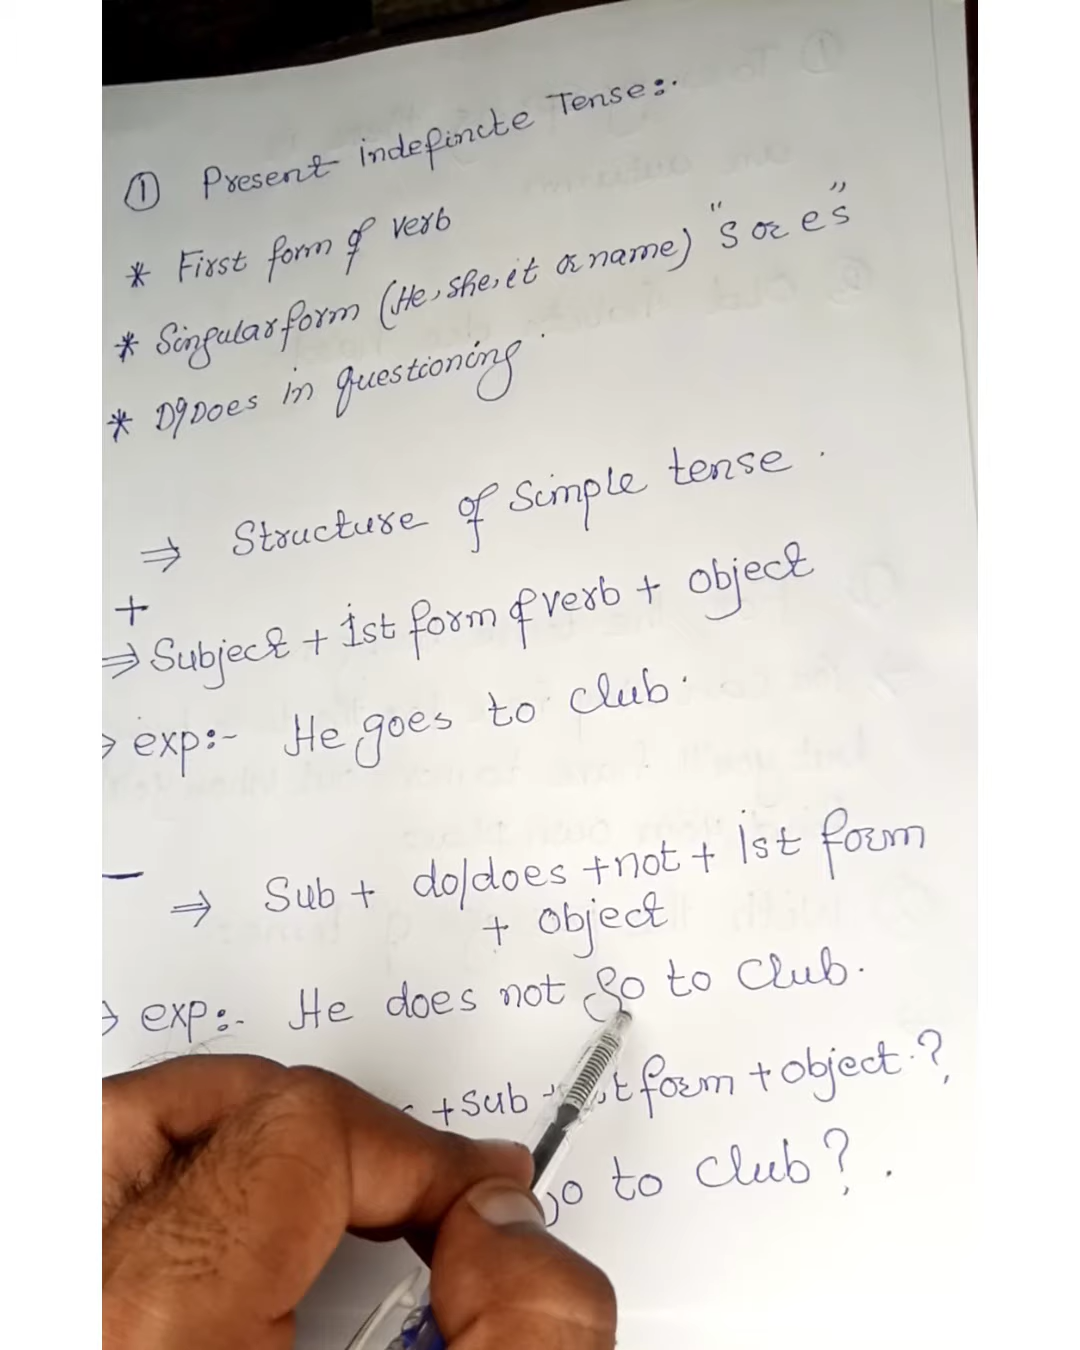 ① Present indefinite Tense:-
* First form of verb
* Singular form (He, she, it or name) "s or es"
* Do/Does in questioning
⇒ Structure of Simple tense.
+
⇒ Subject + 1st form of verb + object
→ exp:- He goes to club.
—
⇒ Sub + do/does + not + 1st form
+ object
→ exp:- He does not go to club.
+ sub + form + object.?
go to club?.